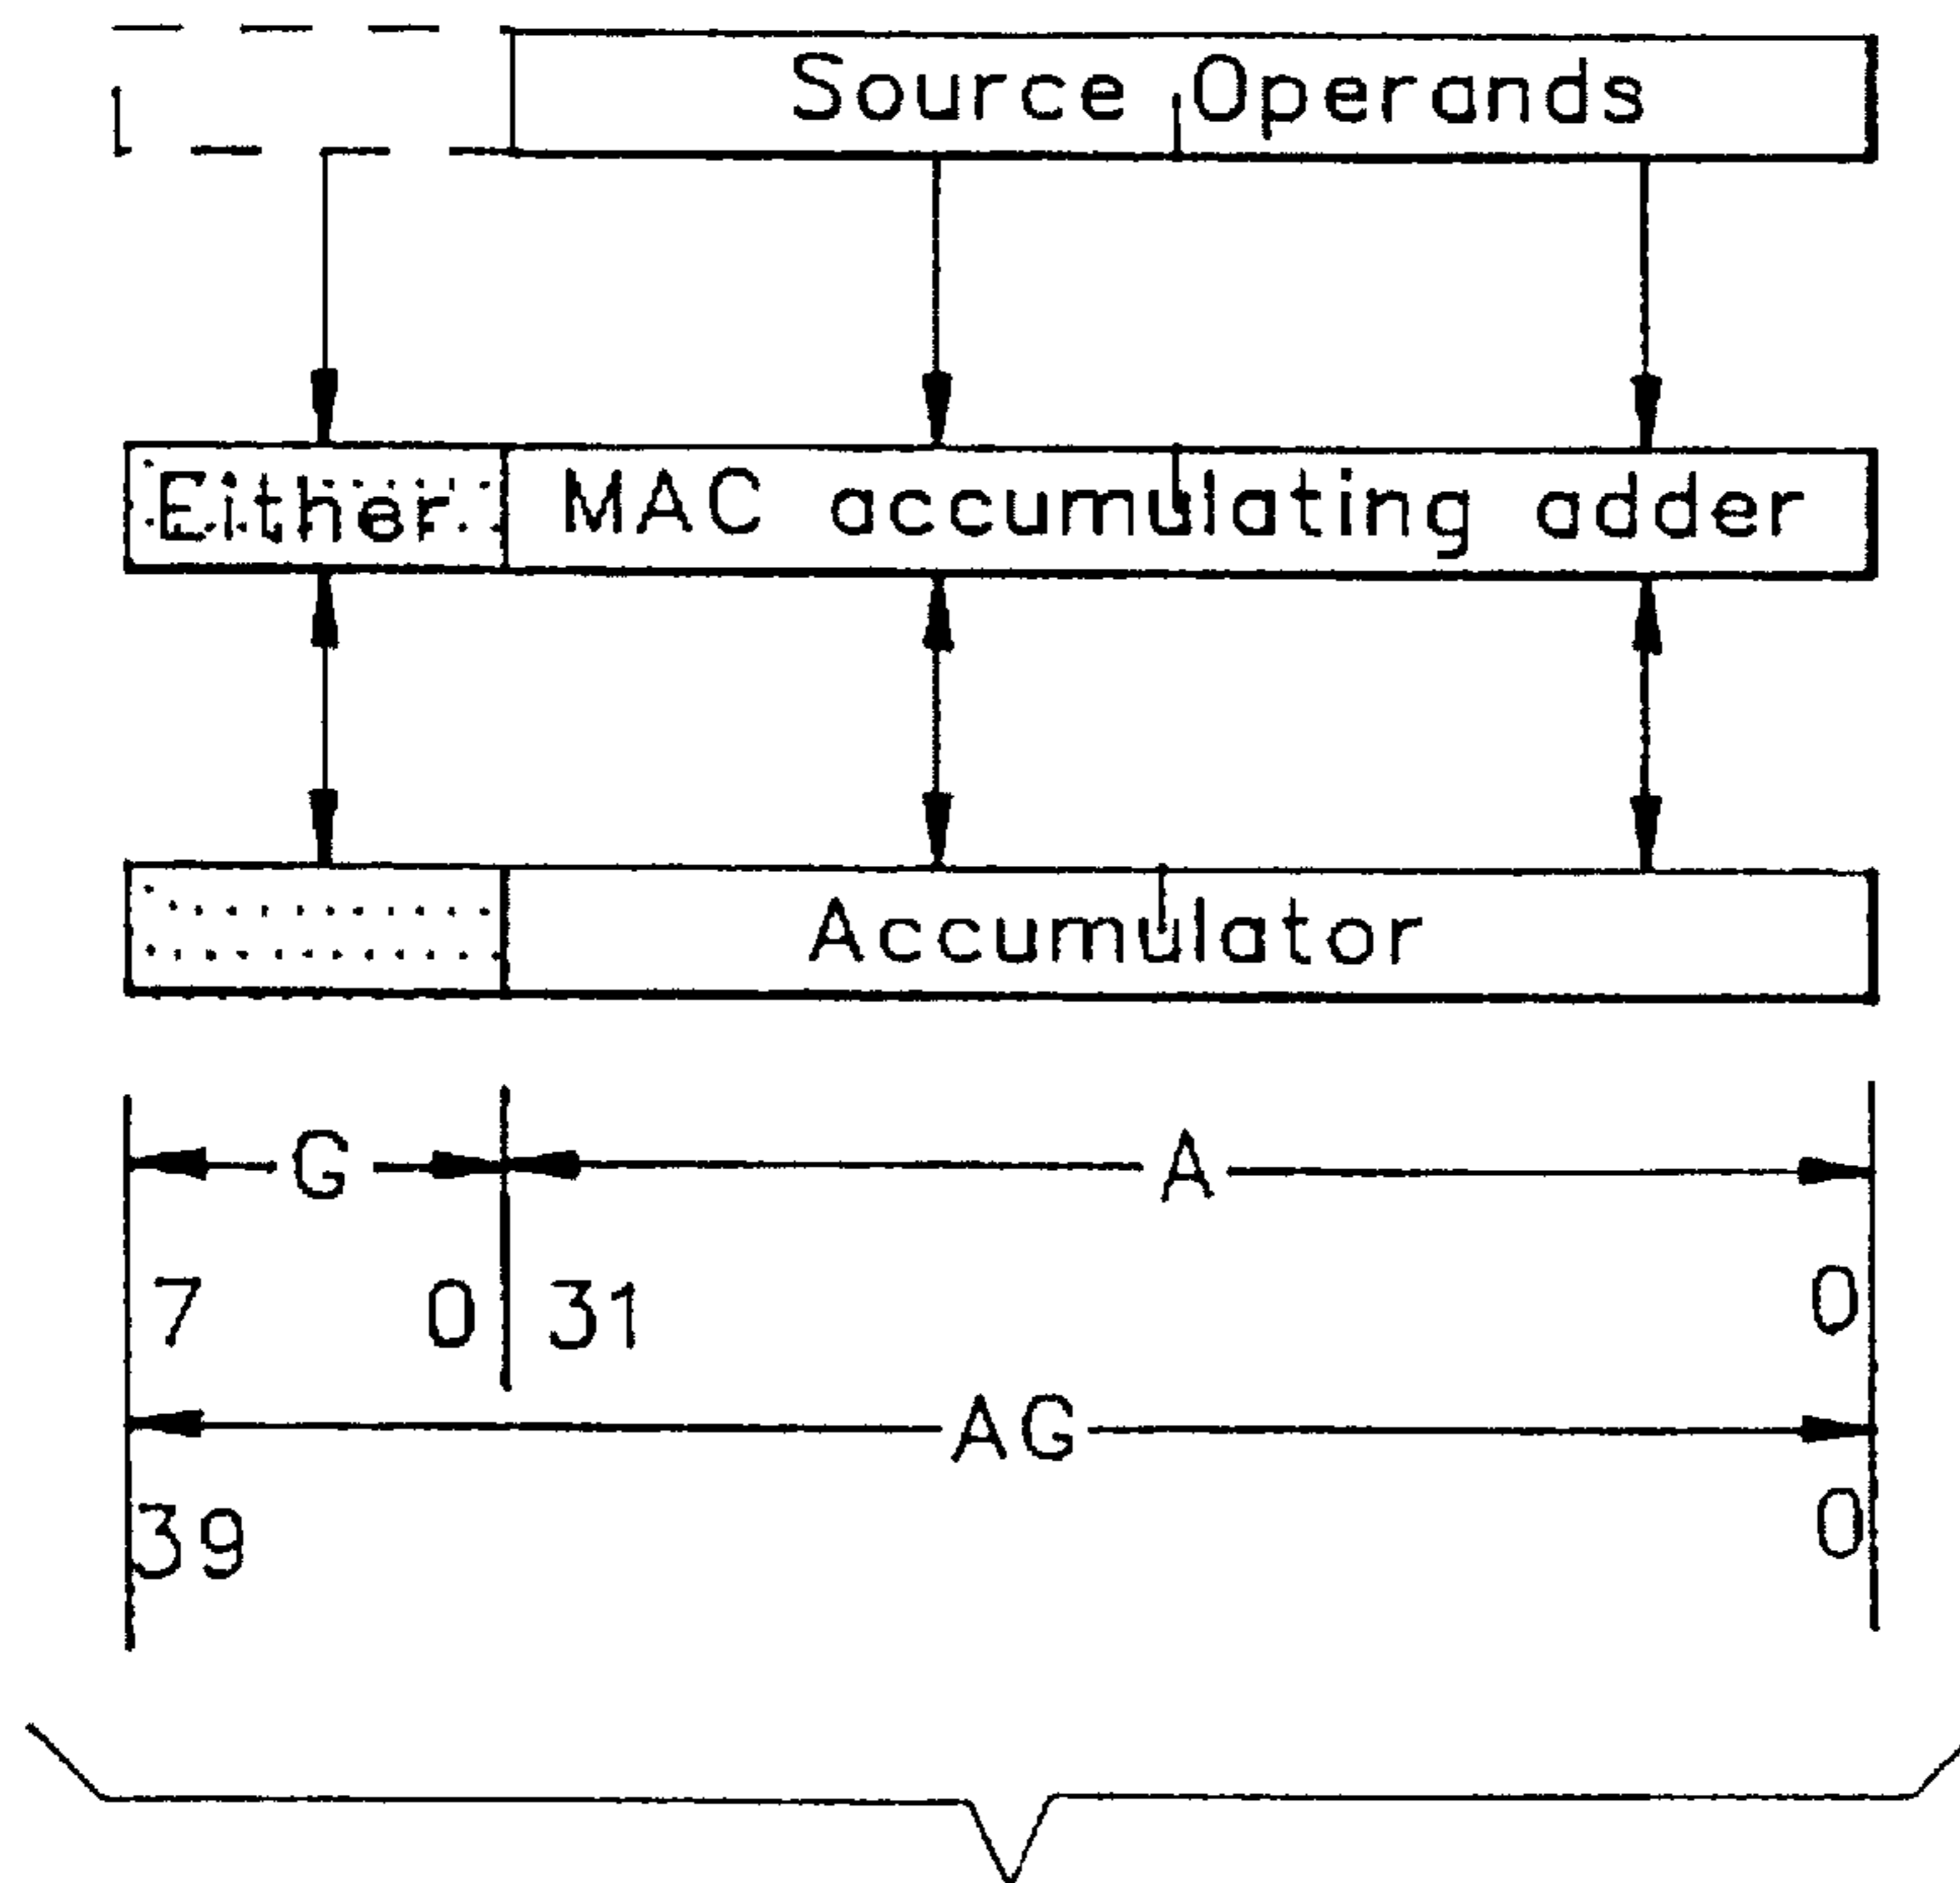 Source Operands
Either MAC accumulating adder
Accumulator
G A
7 0 31 0
AG
39 0